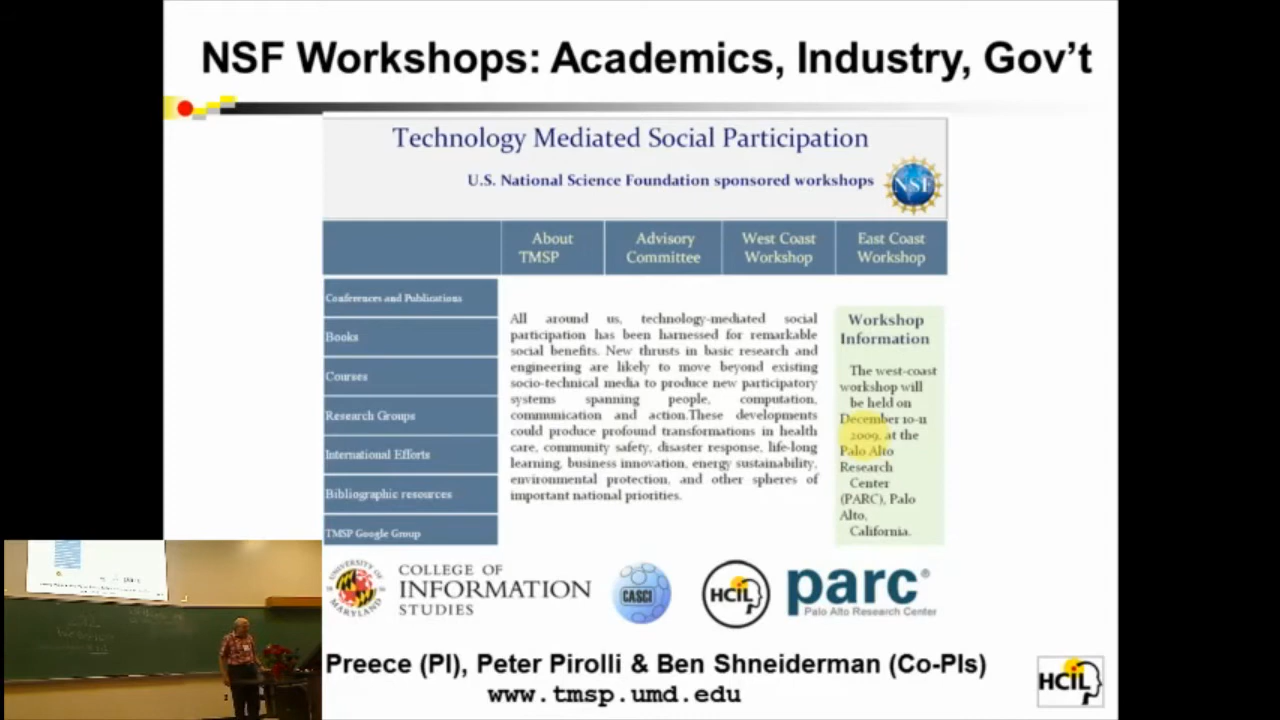 NSF Workshops: Academics, Industry, Gov't
Technology Mediated Social Participation
U.S. National Science Foundation sponsored workshops
NSF
About
TMSP
Advisory
Committee
West Coast
Workshop
East Coast
Workshop
Conferences and Publications
Books
Courses
Research Groups
International Efforts
Bibliographic resources
TMSP Google Group
All around us, technology-mediated social
participation has been harnessed for remarkable
social benefits. New thrusts in basic research and
engineering are likely to move beyond existing
socio-technical media to produce new participatory
systems spanning people, computation,
communication and action.These developments
could produce profound transformations in health
care, community safety, disaster response, life-long
learning, business innovation, energy sustainability,
environmental protection, and other spheres of
important national priorities.
Workshop
Information
The west-coast
workshop will
be held on
December 10-11
2009, at the
Palo Alto
Research
Center
(PARC), Palo
Alto,
California.
UNIVERSITY OF
MARYLAND
COLLEGE OF
INFORMATION
STUDIES
CASCI
HCIL
parc®
Palo Alto Research Center
Preece (PI), Peter Pirolli & Ben Shneiderman (Co-PIs)
www.tmsp.umd.edu
HCIL